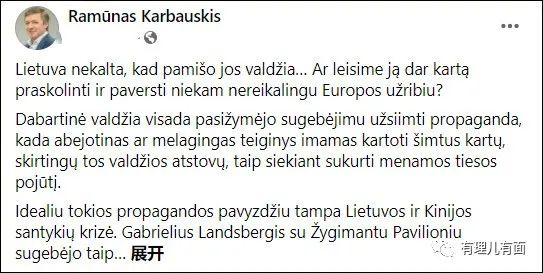 Ramūnas Karbauskis
Lietuva nekalta, kad pamišo jos valdžia... Ar leisime ją dar kartą
praskolinti ir paversti niekam nereikalingu Europos užribiu?
Dabartinė valdžia visada pasižymėjo sugebėjimu užsiimti propaganda,
kada abejotinas ar melagingas teiginys imamas kartoti šimtus kartų,
skirtingų tos valdžios atstovų, taip siekiant sukurti menamos tiesos
pojūtį.
Idealiu tokios propagandos pavyzdžiu tampa Lietuvos ir Kinijos
santykių krizė. Gabrielius Landsbergis su Žygimantu Pavilioniu
sugebėjo taip... 展开
有理儿有面